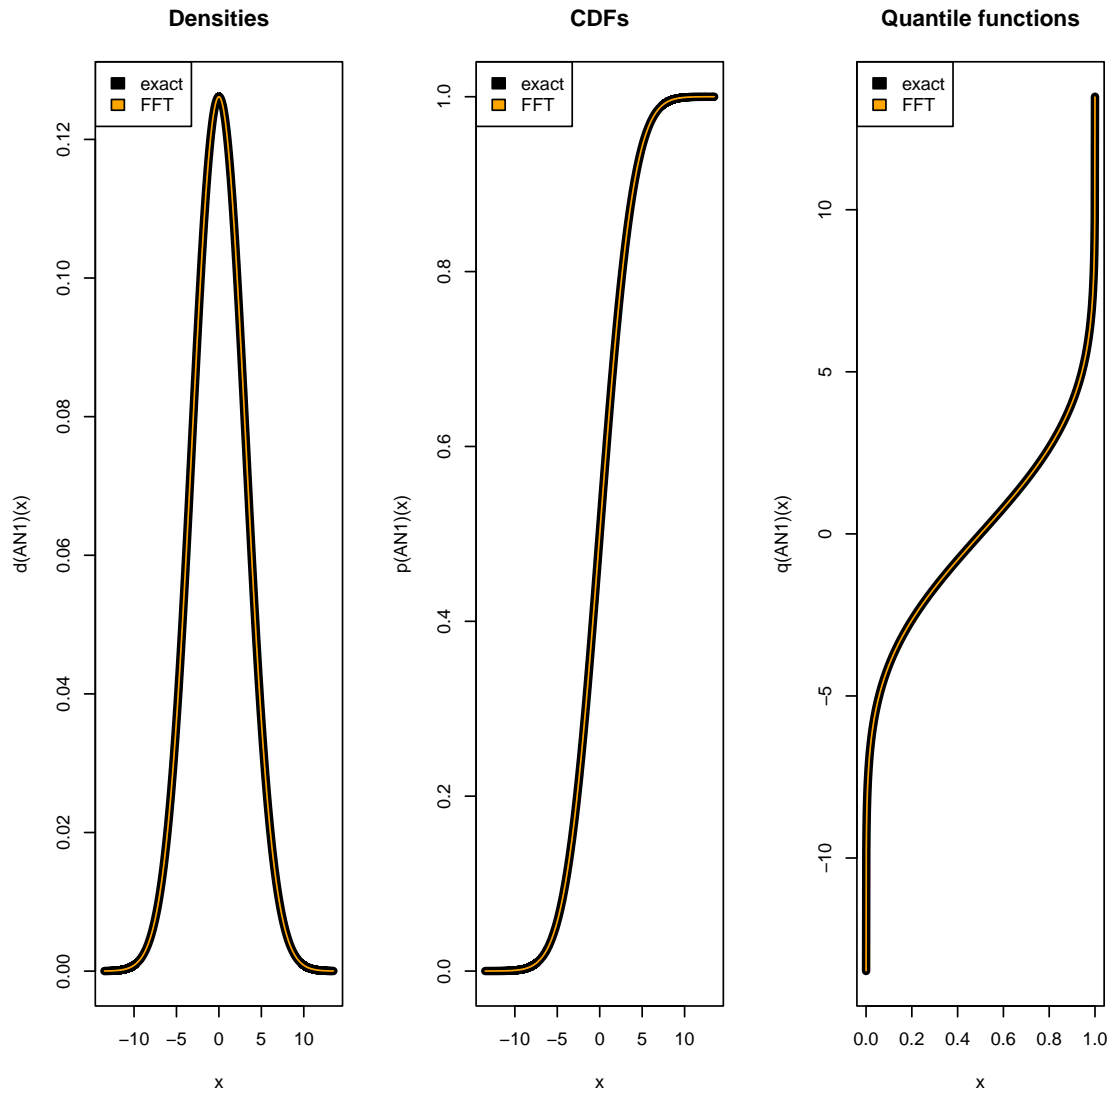 Densities
exact
FFT
0.00 0.02 0.04 0.06 0.08 0.10 0.12
d(AN1)(x)
−10 −5 0 5 10
x
CDFs
exact
FFT
0.0 0.2 0.4 0.6 0.8 1.0
p(AN1)(x)
−10 −5 0 5 10
x
Quantile functions
exact
FFT
−10 −5 0 5 10
q(AN1)(x)
0.0 0.2 0.4 0.6 0.8 1.0
x